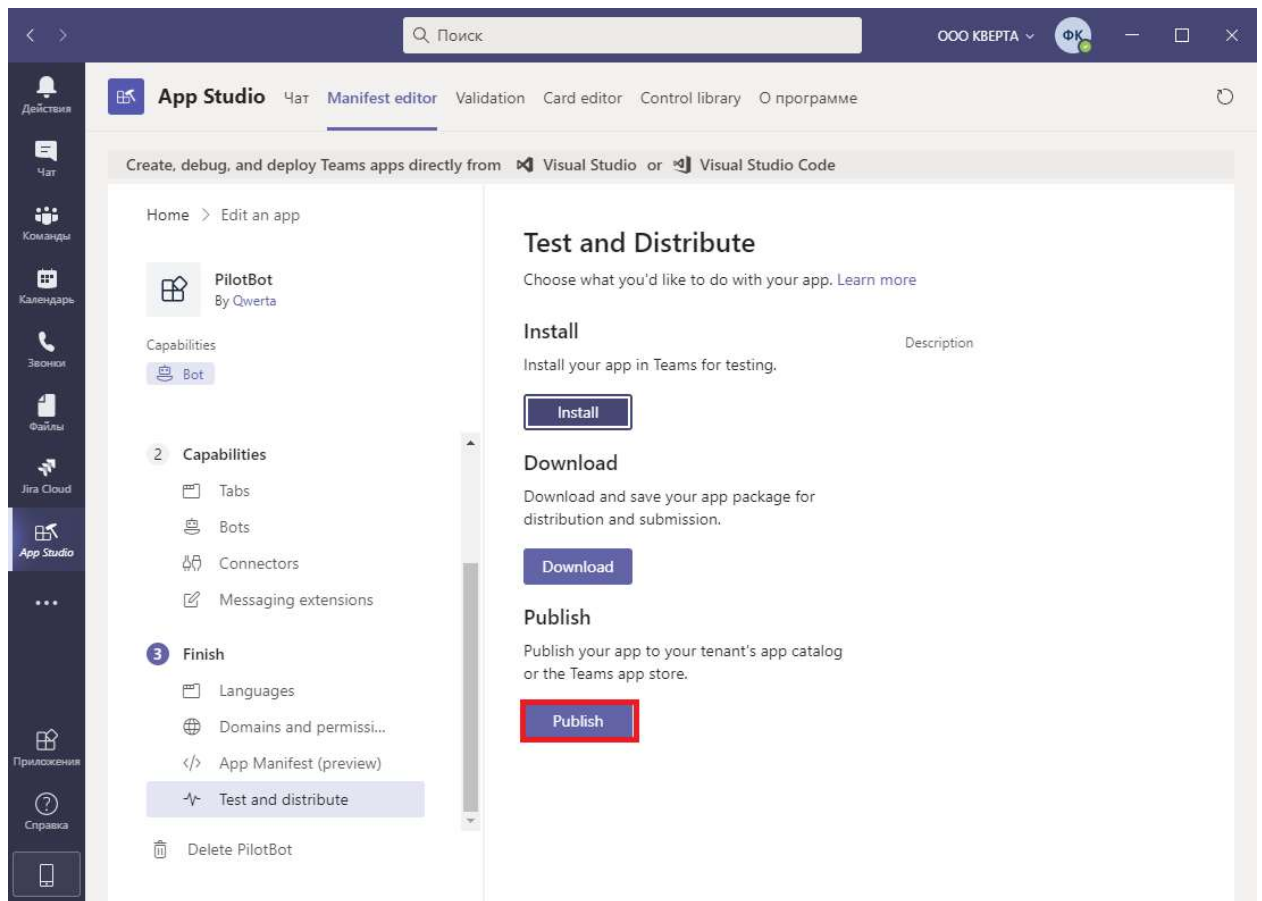 Поиск
ООО КВЕРТА
ФК
Действия
Чат
Команды
Календарь
Звонки
Файлы
Jira Cloud
App Studio
Приложения
Справка
App Studio Чат Manifest editor Validation Card editor Control library О программе
Create, debug, and deploy Teams apps directly from Visual Studio or Visual Studio Code
Home > Edit an app
PilotBot
By Qwerta
Capabilities
Bot
2 Capabilities
Tabs
Bots
Connectors
Messaging extensions
3 Finish
Languages
Domains and permissi...
</> App Manifest (preview)
Test and distribute
Delete PilotBot
Test and Distribute
Choose what you'd like to do with your app. Learn more
Install
Description
Install your app in Teams for testing.
Install
Download
Download and save your app package for
distribution and submission.
Download
Publish
Publish your app to your tenant's app catalog
or the Teams app store.
Publish